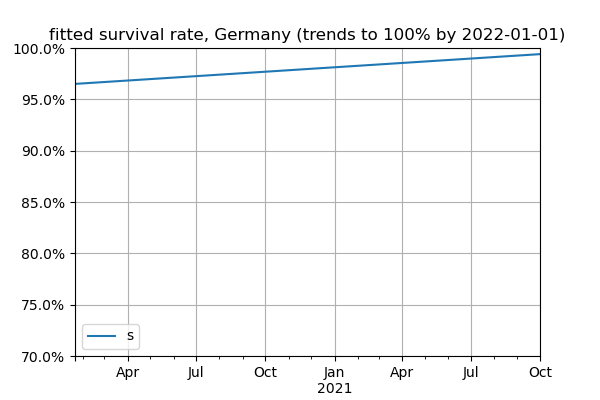 fitted survival rate, Germany (trends to 100% by 2022-01-01)
100.0%
95.0%
90.0%
85.0%
80.0%
75.0%
70.0%
s
Apr Jul Oct Jan Apr Jul Oct
2021